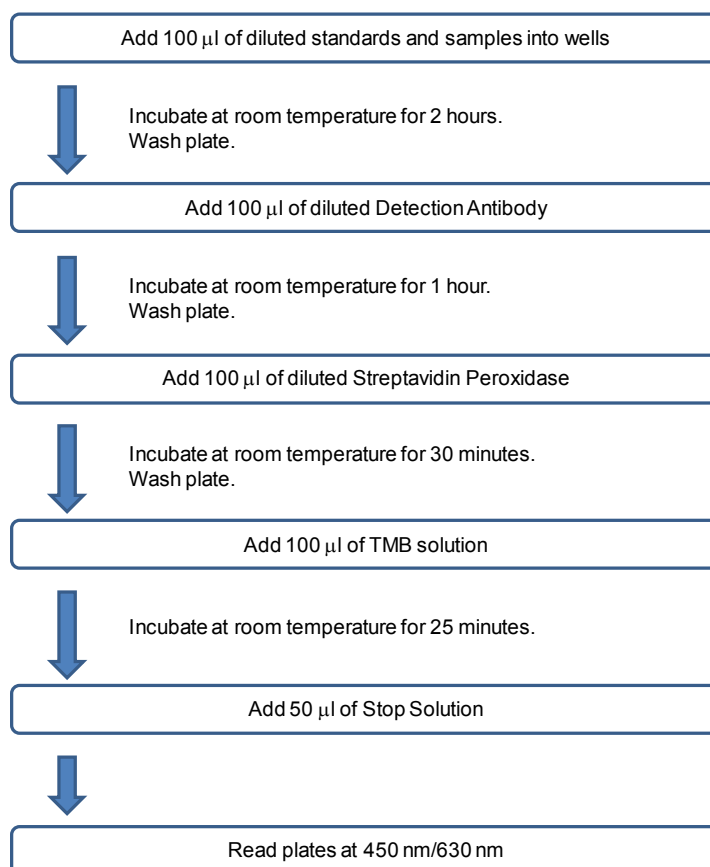 Add 100 μl of diluted standards and samples into wells
Incubate at room temperature for 2 hours.
Wash plate.
Add 100 μl of diluted Detection Antibody
Incubate at room temperature for 1 hour.
Wash plate.
Add 100 μl of diluted Streptavidin Peroxidase
Incubate at room temperature for 30 minutes.
Wash plate.
Add 100 μl of TMB solution
Incubate at room temperature for 25 minutes.
Add 50 μl of Stop Solution
Read plates at 450 nm/630 nm